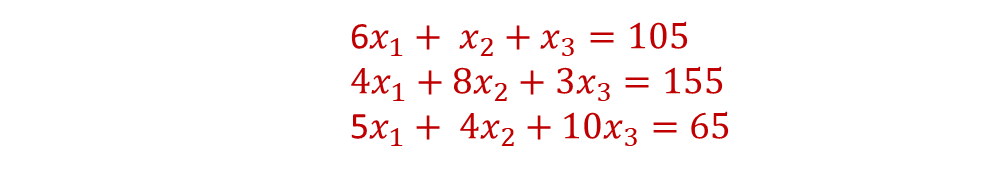 6x₁ + x₂ + x₃ = 105
4x₁ + 8x₂ + 3x₃ = 155
5x₁ + 4x₂ + 10x₃ = 65